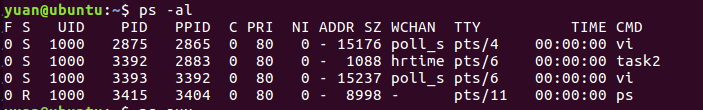 yuan@ubuntu:~$ ps -al
F S   UID   PID  PPID  C PRI  NI ADDR SZ WCHAN  TTY          TIME CMD
0 S  1000  2875  2865  0  80   0 - 15176 poll_s pts/4    00:00:00 vi
0 S  1000  3392  2883  0  80   0 -  1088 hrtime pts/6    00:00:00 task2
0 S  1000  3393  3392  0  80   0 - 15237 poll_s pts/6    00:00:00 vi
0 R  1000  3415  3404  0  80   0 -  8998 -      pts/11   00:00:00 ps